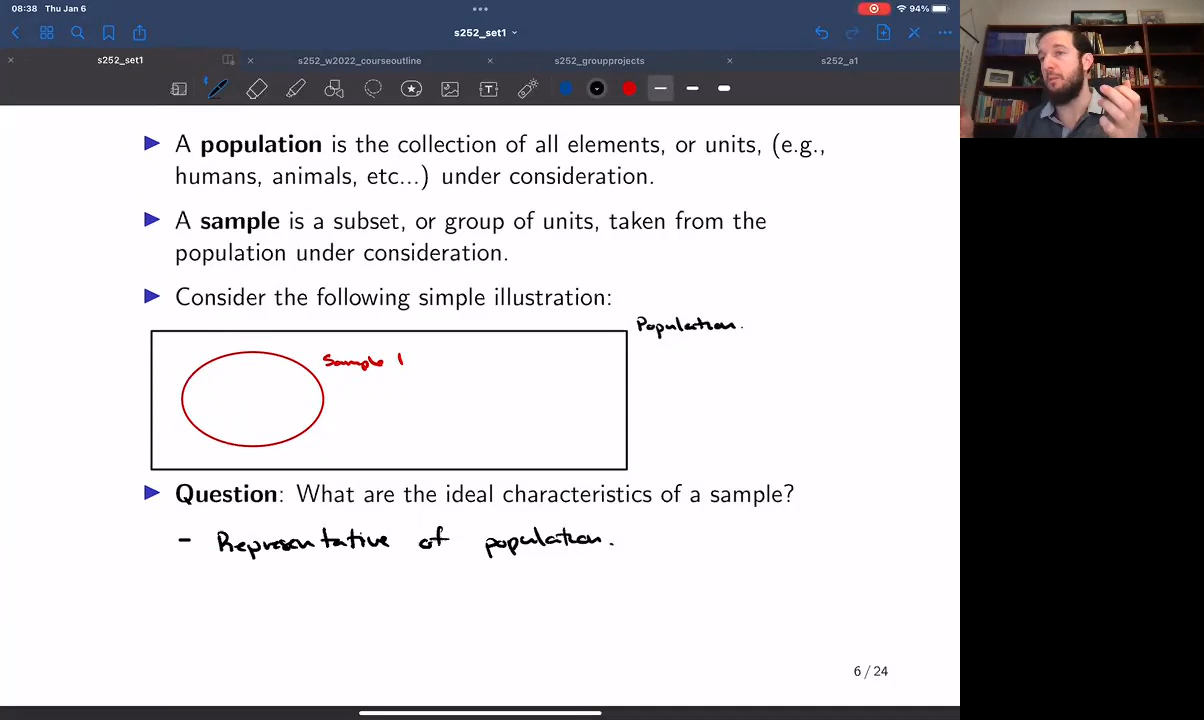 08:38 Thu Jan 6
94%
s252_set1
s252_set1
s252_w2022_courseoutline
s252_groupprojects
s252_a1
▶ A population is the collection of all elements, or units, (e.g.,
humans, animals, etc...) under consideration.
▶ A sample is a subset, or group of units, taken from the
population under consideration.
▶ Consider the following simple illustration:
Population.
Sample 1
▶ Question: What are the ideal characteristics of a sample?
- Representative of population.
6 / 24